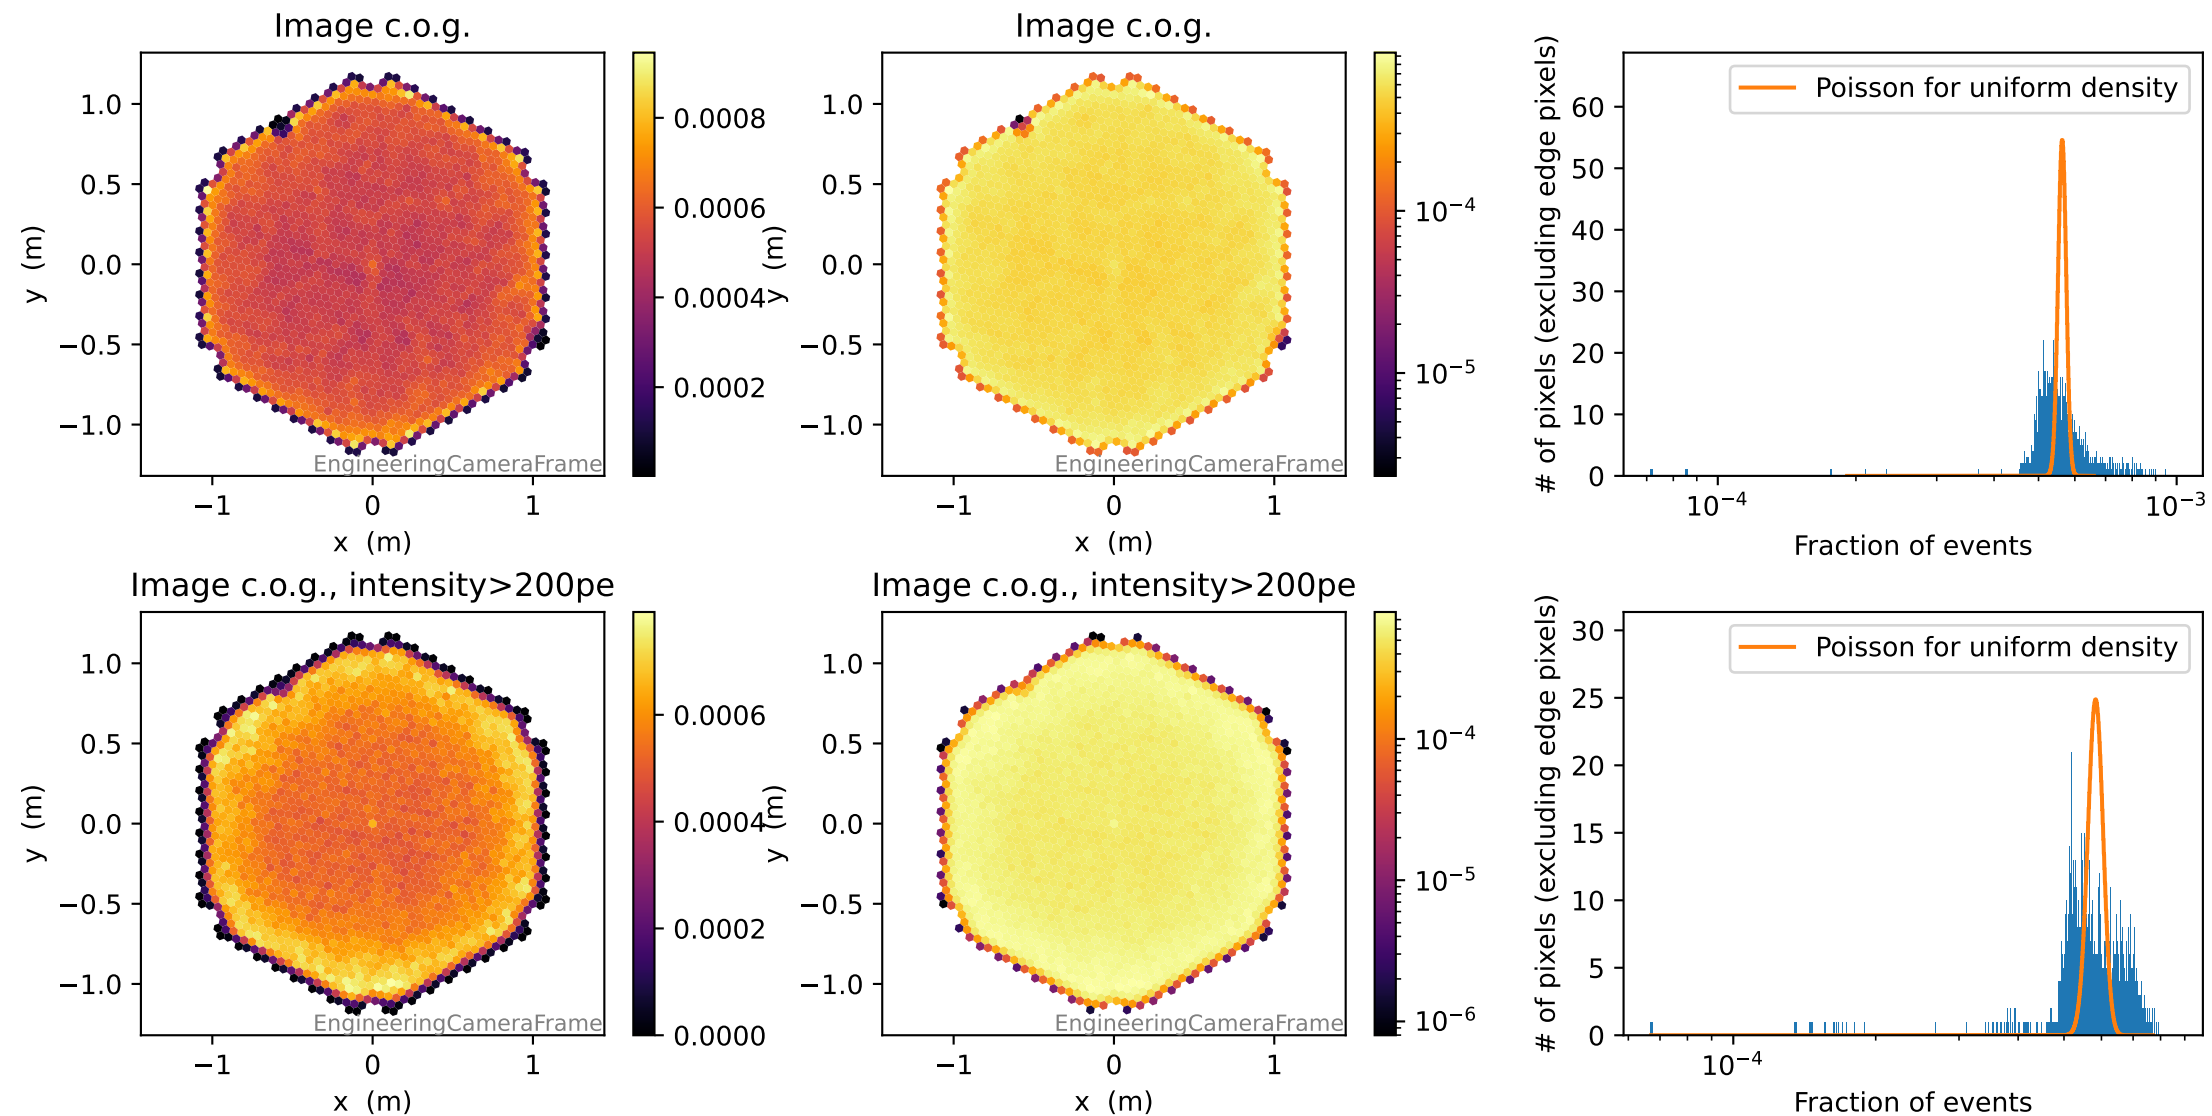 Image c.o.g.
1.0
0.5
0.0
−0.5
−1.0
y (m)
−1
0
1
x (m)
EngineeringCameraFrame
0.0008
0.0006
0.0004
0.0002
Image c.o.g.
1.0
0.5
0.0
−0.5
−1.0
y (m)
−1
0
1
x (m)
EngineeringCameraFrame
10⁻⁴
10⁻⁵
# of pixels (excluding edge pixels)
60
50
40
30
20
10
0
Poisson for uniform density
10⁻⁴
10⁻³
Fraction of events
Image c.o.g., intensity>200pe
1.0
0.5
0.0
−0.5
−1.0
y (m)
−1
0
1
x (m)
EngineeringCameraFrame
0.0006
0.0004
0.0002
0.0000
Image c.o.g., intensity>200pe
1.0
0.5
0.0
−0.5
−1.0
y (m)
−1
0
1
x (m)
EngineeringCameraFrame
10⁻⁴
10⁻⁵
10⁻⁶
# of pixels (excluding edge pixels)
30
25
20
15
10
5
0
Poisson for uniform density
10⁻⁴
Fraction of events